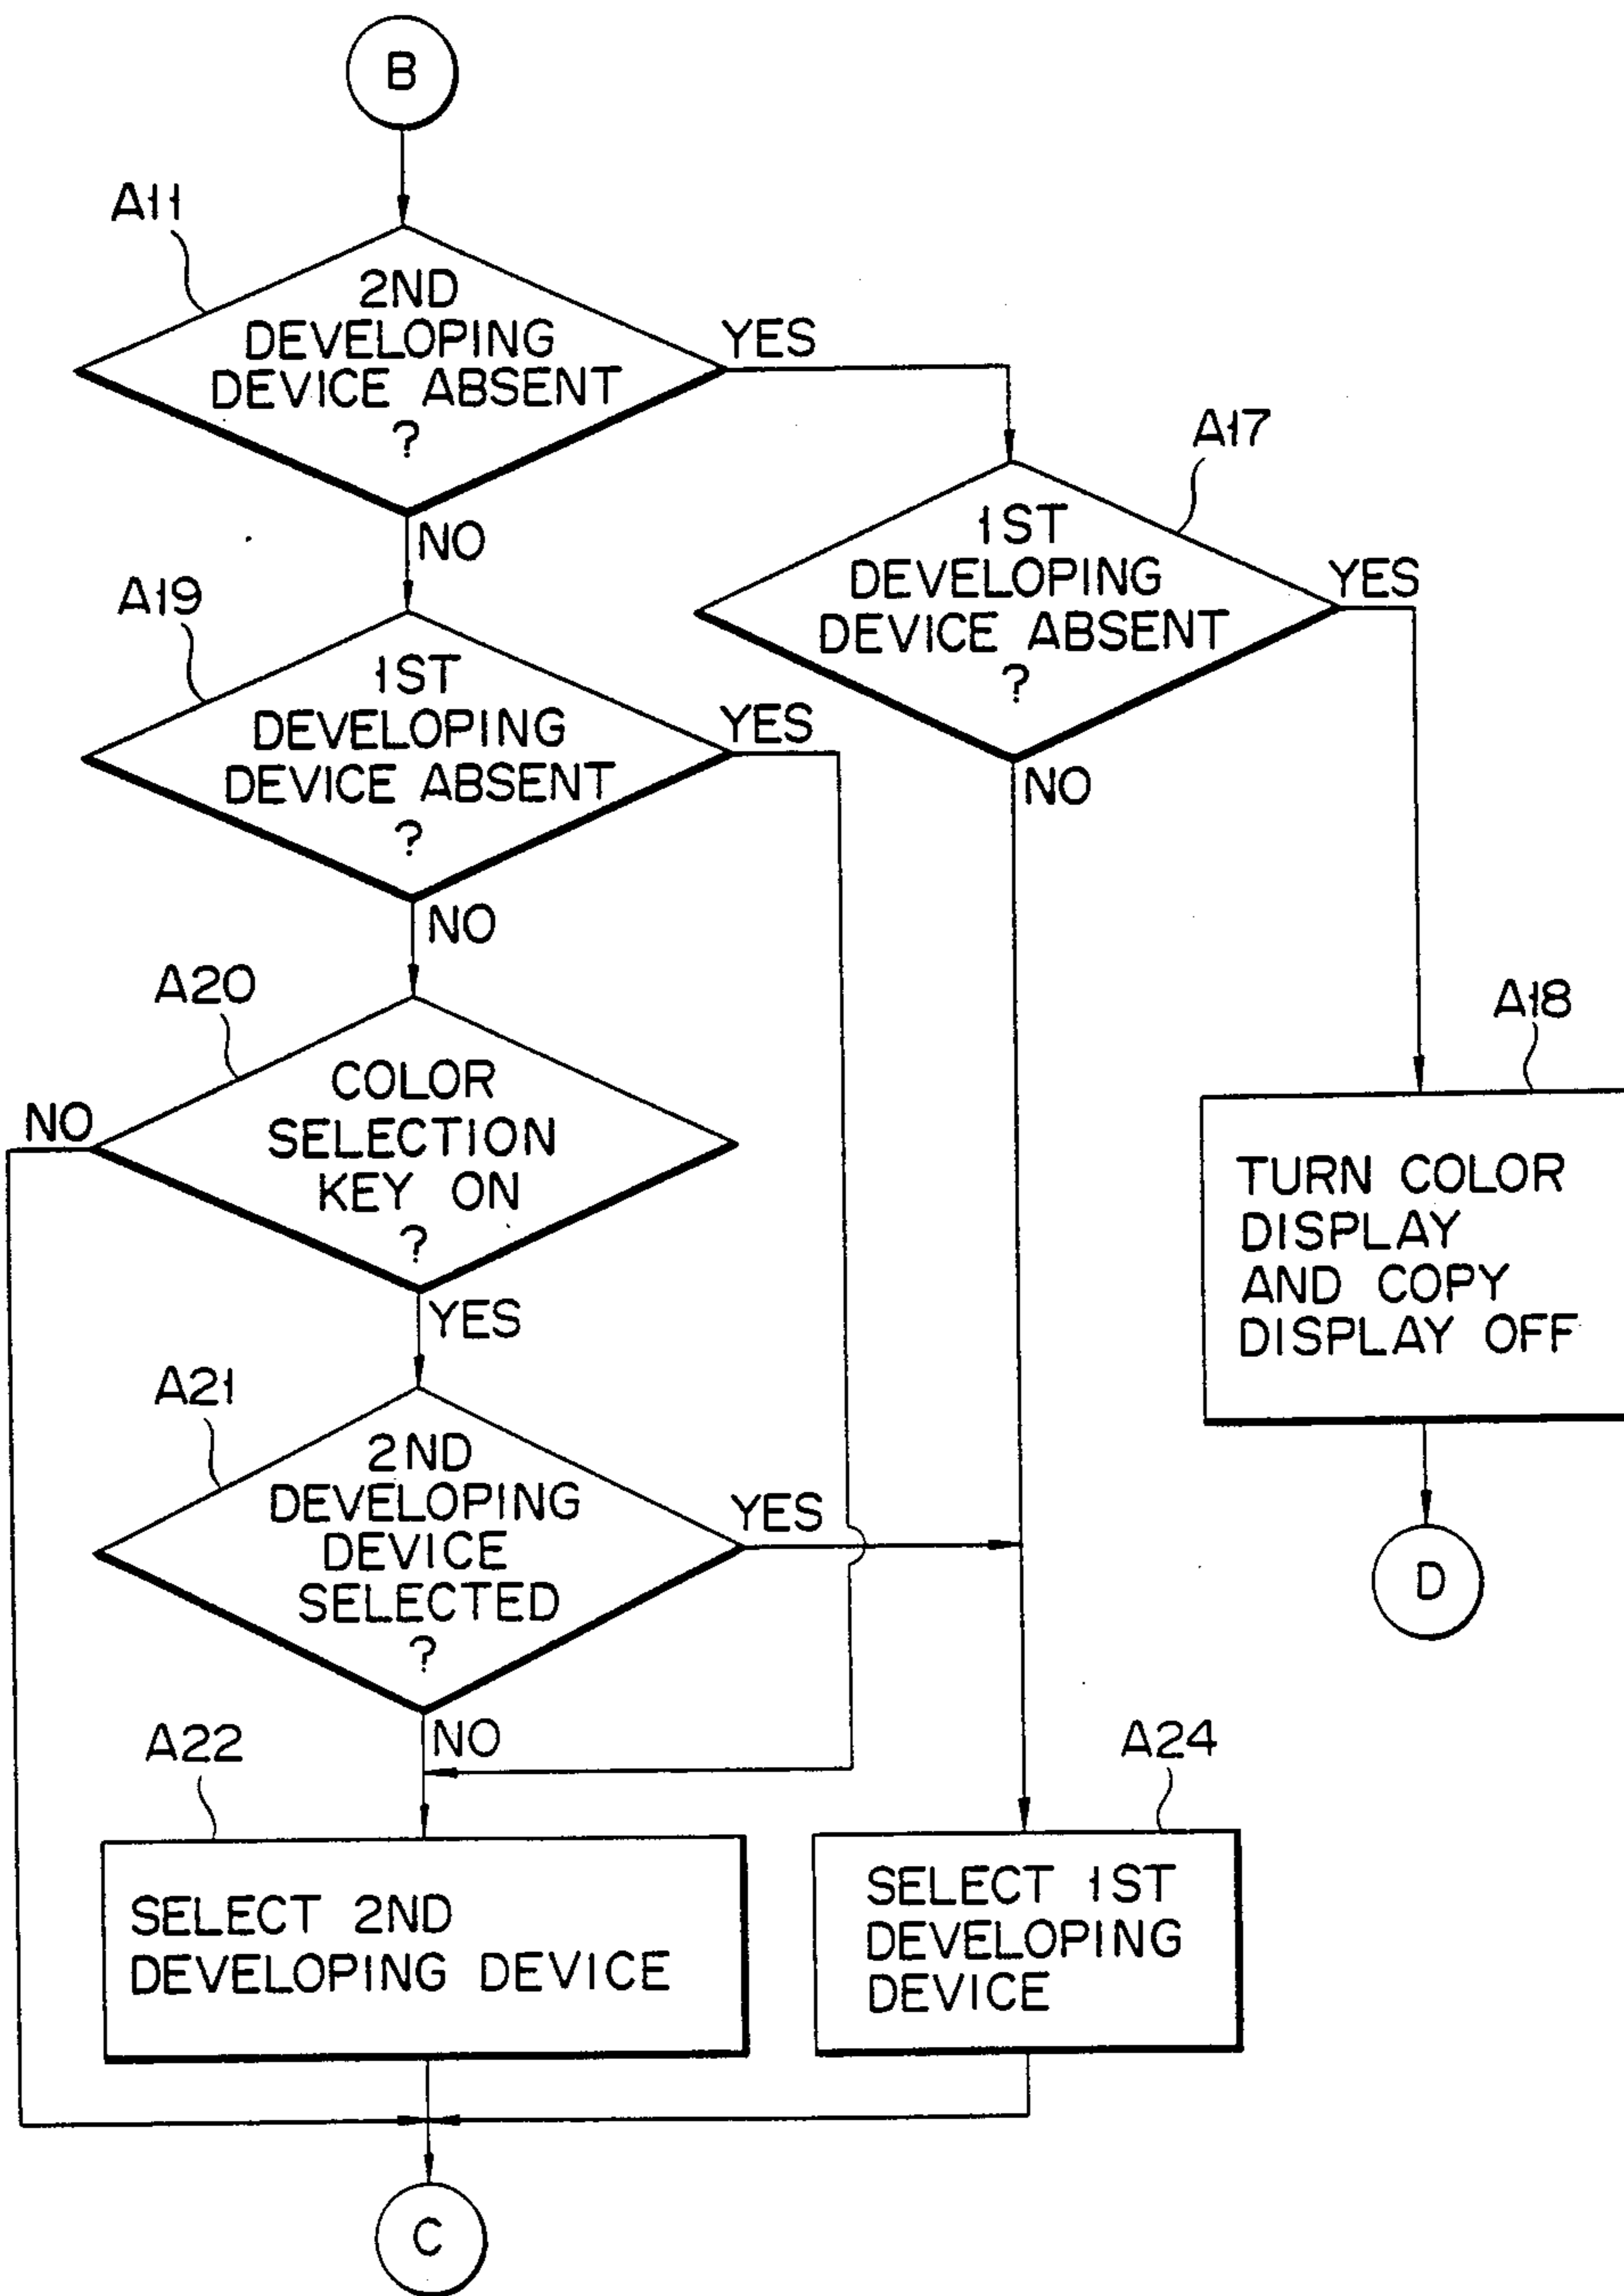 B
A11
2ND
DEVELOPING
DEVICE ABSENT
?
YES
NO
A17
1ST
DEVELOPING
DEVICE ABSENT
?
YES
NO
A19
1ST
DEVELOPING
DEVICE ABSENT
?
YES
NO
A20
COLOR
SELECTION
KEY ON
?
NO
YES
A18
TURN COLOR
DISPLAY
AND COPY
DISPLAY OFF
D
A21
2ND
DEVELOPING
DEVICE
SELECTED
?
YES
NO
A22
SELECT 2ND
DEVELOPING DEVICE
A24
SELECT 1ST
DEVELOPING
DEVICE
C